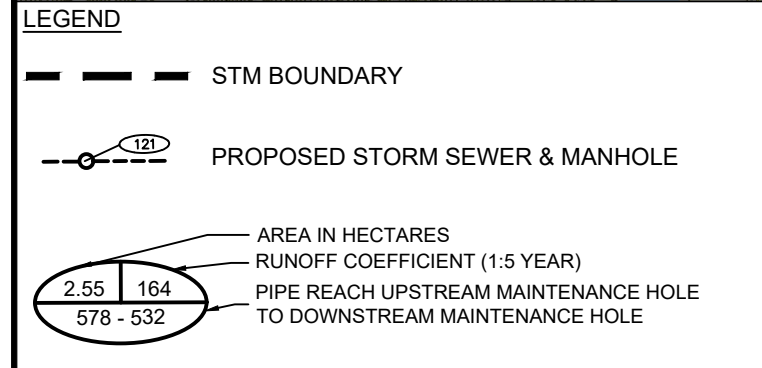 LEGEND
STM BOUNDARY
121
PROPOSED STORM SEWER & MANHOLE
AREA IN HECTARES
RUNOFF COEFFICIENT (1:5 YEAR)
2.55 164
PIPE REACH UPSTREAM MAINTENANCE HOLE
578 - 532
TO DOWNSTREAM MAINTENANCE HOLE